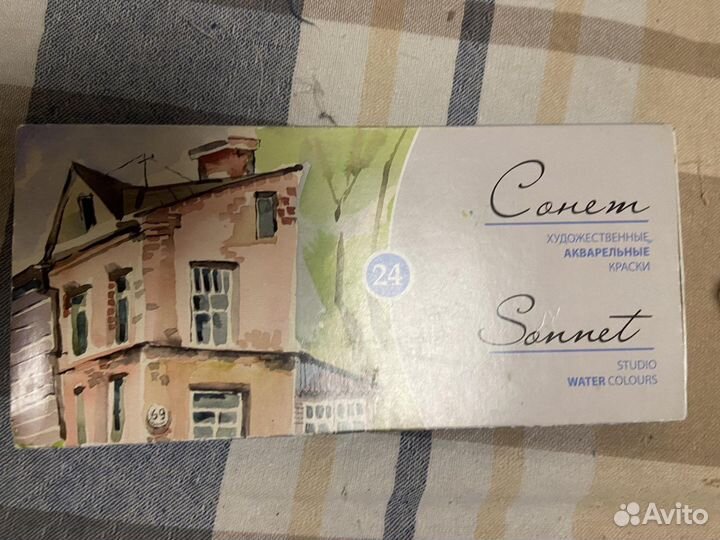 Сонет
ХУДОЖЕСТВЕННЫЕ
АКВАРЕЛЬНЫЕ
КРАСКИ
24
Sonnet
STUDIO
WATER COLOURS
69
Avito